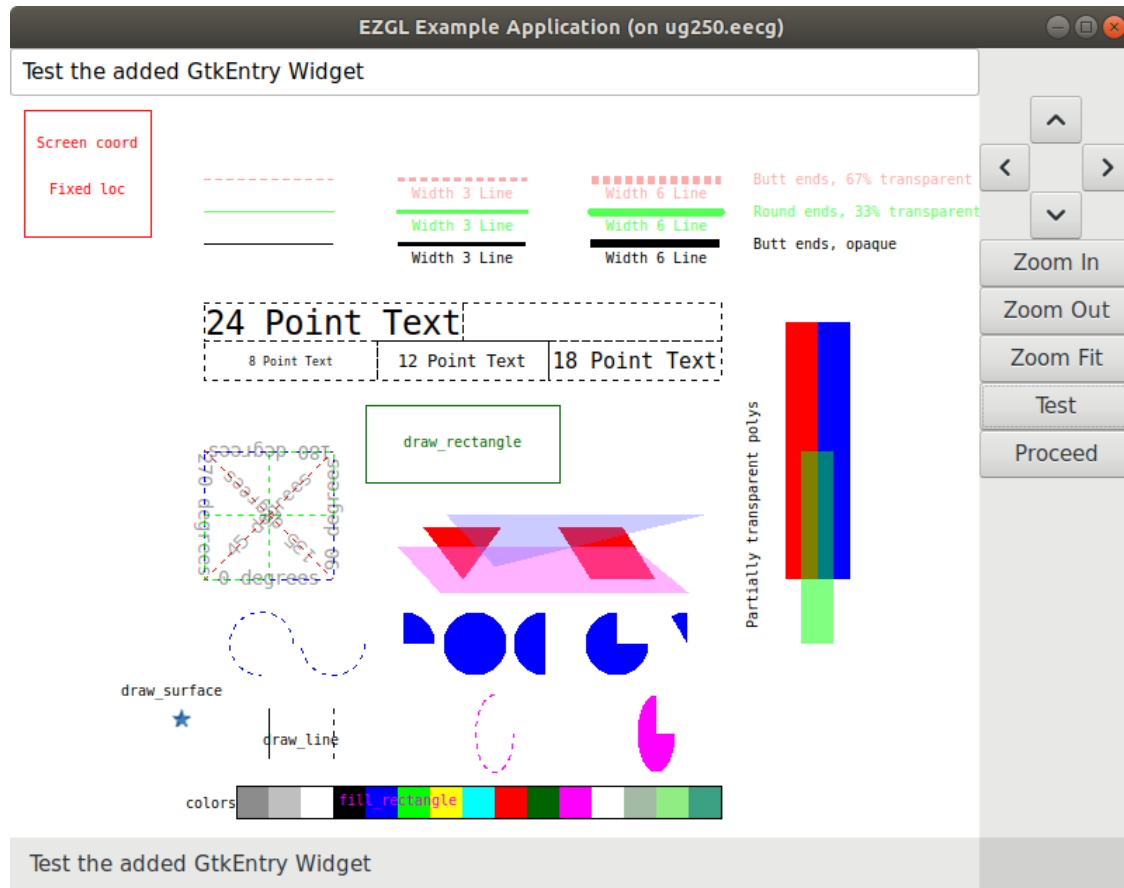 EZGL Example Application (on ug250.eecg)
Test the added GtkEntry Widget
Screen coord
Fixed loc
Width 3 Line
Width 6 Line
Butt ends, 67% transparent
Width 3 Line
Width 6 Line
Round ends, 33% transparent
Width 3 Line
Width 6 Line
Butt ends, opaque
Zoom In
Zoom Out
Zoom Fit
Test
Proceed
24 Point Text
8 Point Text
12 Point Text
18 Point Text
draw_rectangle
Partially transparent polys
180 degrees
270 degrees
90 degrees
45 degrees
135 degrees
0 degrees
draw_surface
draw_line
colors
fill_rectangle
Test the added GtkEntry Widget